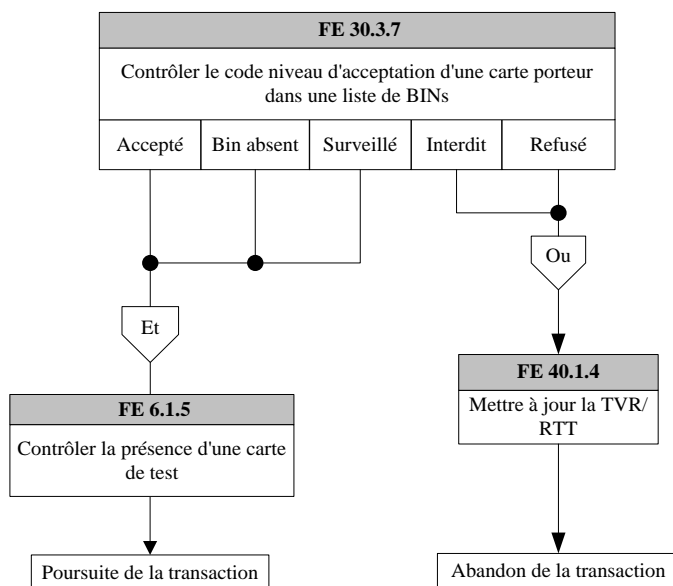 FE 30.3.7
Contrôler le code niveau d'acceptation d'une carte porteur
dans une liste de BINs
Accepté
Bin absent
Surveillé
Interdit
Refusé
Ou
Et
FE 40.1.4
Mettre à jour la TVR/
RTT
FE 6.1.5
Contrôler la présence d'une carte
de test
Poursuite de la transaction
Abandon de la transaction